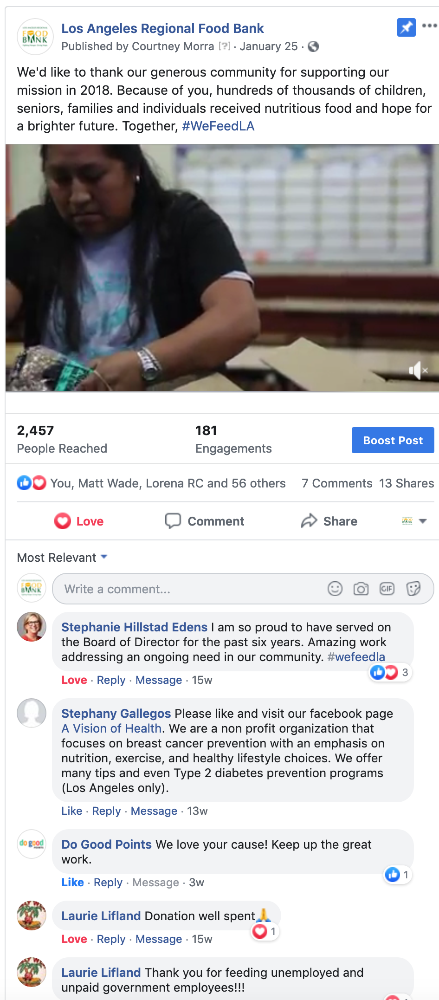 Los Angeles Regional Food Bank
Published by Courtney Morra [?] · January 25 ·
We'd like to thank our generous community for supporting our
mission in 2018. Because of you, hundreds of thousands of children,
seniors, families and individuals received nutritious food and hope for
a brighter future. Together, #WeFeedLA
2,457
People Reached
181
Engagements
Boost Post
You, Matt Wade, Lorena RC and 56 others 7 Comments 13 Shares
Love Comment Share
Most Relevant
FOOD BANK
Write a comment... GIF
Stephanie Hillstad Edens I am so proud to have served on
the Board of Director for the past six years. Amazing work
addressing an ongoing need in our community. #wefeedla
3
Love · Reply · Message · 15w
Stephany Gallegos Please like and visit our facebook page
A Vision of Health. We are a non profit organization that
focuses on breast cancer prevention with an emphasis on
nutrition, exercise, and healthy lifestyle choices. We offer
many tips and even Type 2 diabetes prevention programs
(Los Angeles only).
Like · Reply · Message · 13w
do good
Do Good Points We love your cause! Keep up the great
work.
1
Like · Reply · Message · 3w
Laurie Lifland Donation well spent🙏
1
Love · Reply · Message · 15w
Laurie Lifland Thank you for feeding unemployed and
unpaid government employees!!!